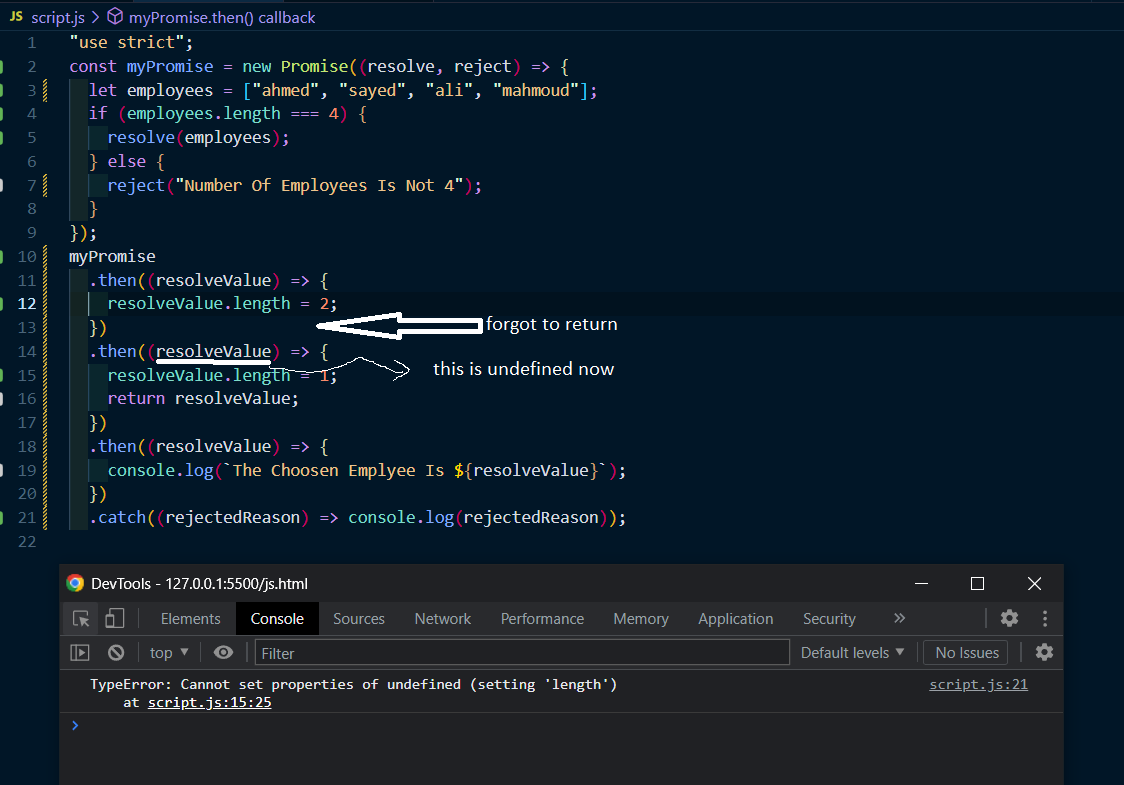 JS script.js > myPromise.then() callback
1 "use strict";
2 const myPromise = new Promise((resolve, reject) => {
3 let employees = ["ahmed", "sayed", "ali", "mahmoud"];
4 if (employees.length === 4) {
5 resolve(employees);
6 } else {
7 reject("Number Of Employees Is Not 4");
8 }
9 });
10 myPromise
11 .then((resolveValue) => {
12 resolveValue.length = 2;
13 }) forgot to return
14 .then((resolveValue) => {
this is undefined now
15 resolveValue.length = 1;
16 return resolveValue;
17 })
18 .then((resolveValue) => {
19 console.log(`The Choosen Emplyee Is ${resolveValue}`);
20 })
21 .catch((rejectedReason) => console.log(rejectedReason));
22
DevTools - 127.0.0.1:5500/js.html
Elements Console Sources Network Performance Memory Application Security »
top ▼ Filter Default levels ▼ No Issues
TypeError: Cannot set properties of undefined (setting 'length') script.js:21
at script.js:15:25
>